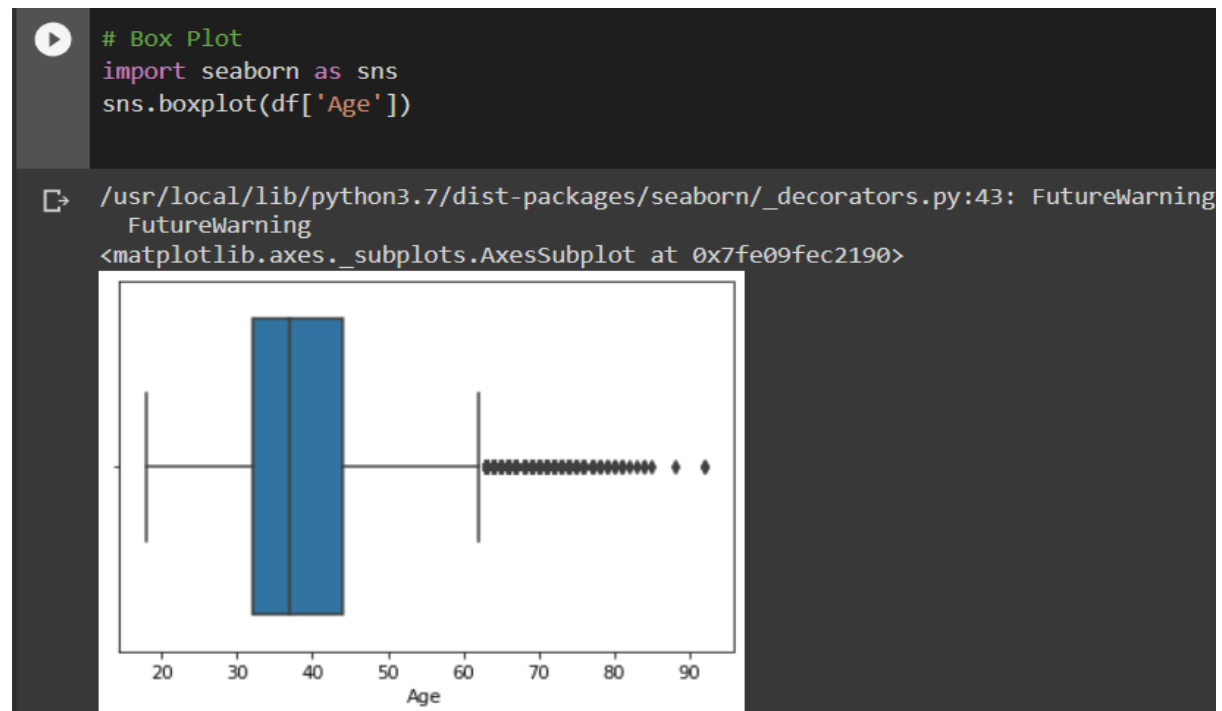 # Box Plot
import seaborn as sns
sns.boxplot(df['Age'])
/usr/local/lib/python3.7/dist-packages/seaborn/_decorators.py:43: FutureWarning
FutureWarning
<matplotlib.axes._subplots.AxesSubplot at 0x7fe09fec2190>
20 30 40 50 60 70 80 90
Age